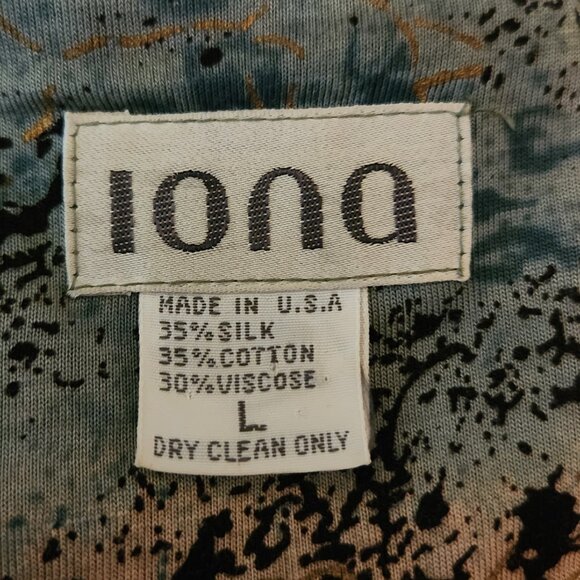 IONA
MADE IN U.S.A
35% SILK
35% COTTON
30% VISCOSE
L
DRY CLEAN ONLY